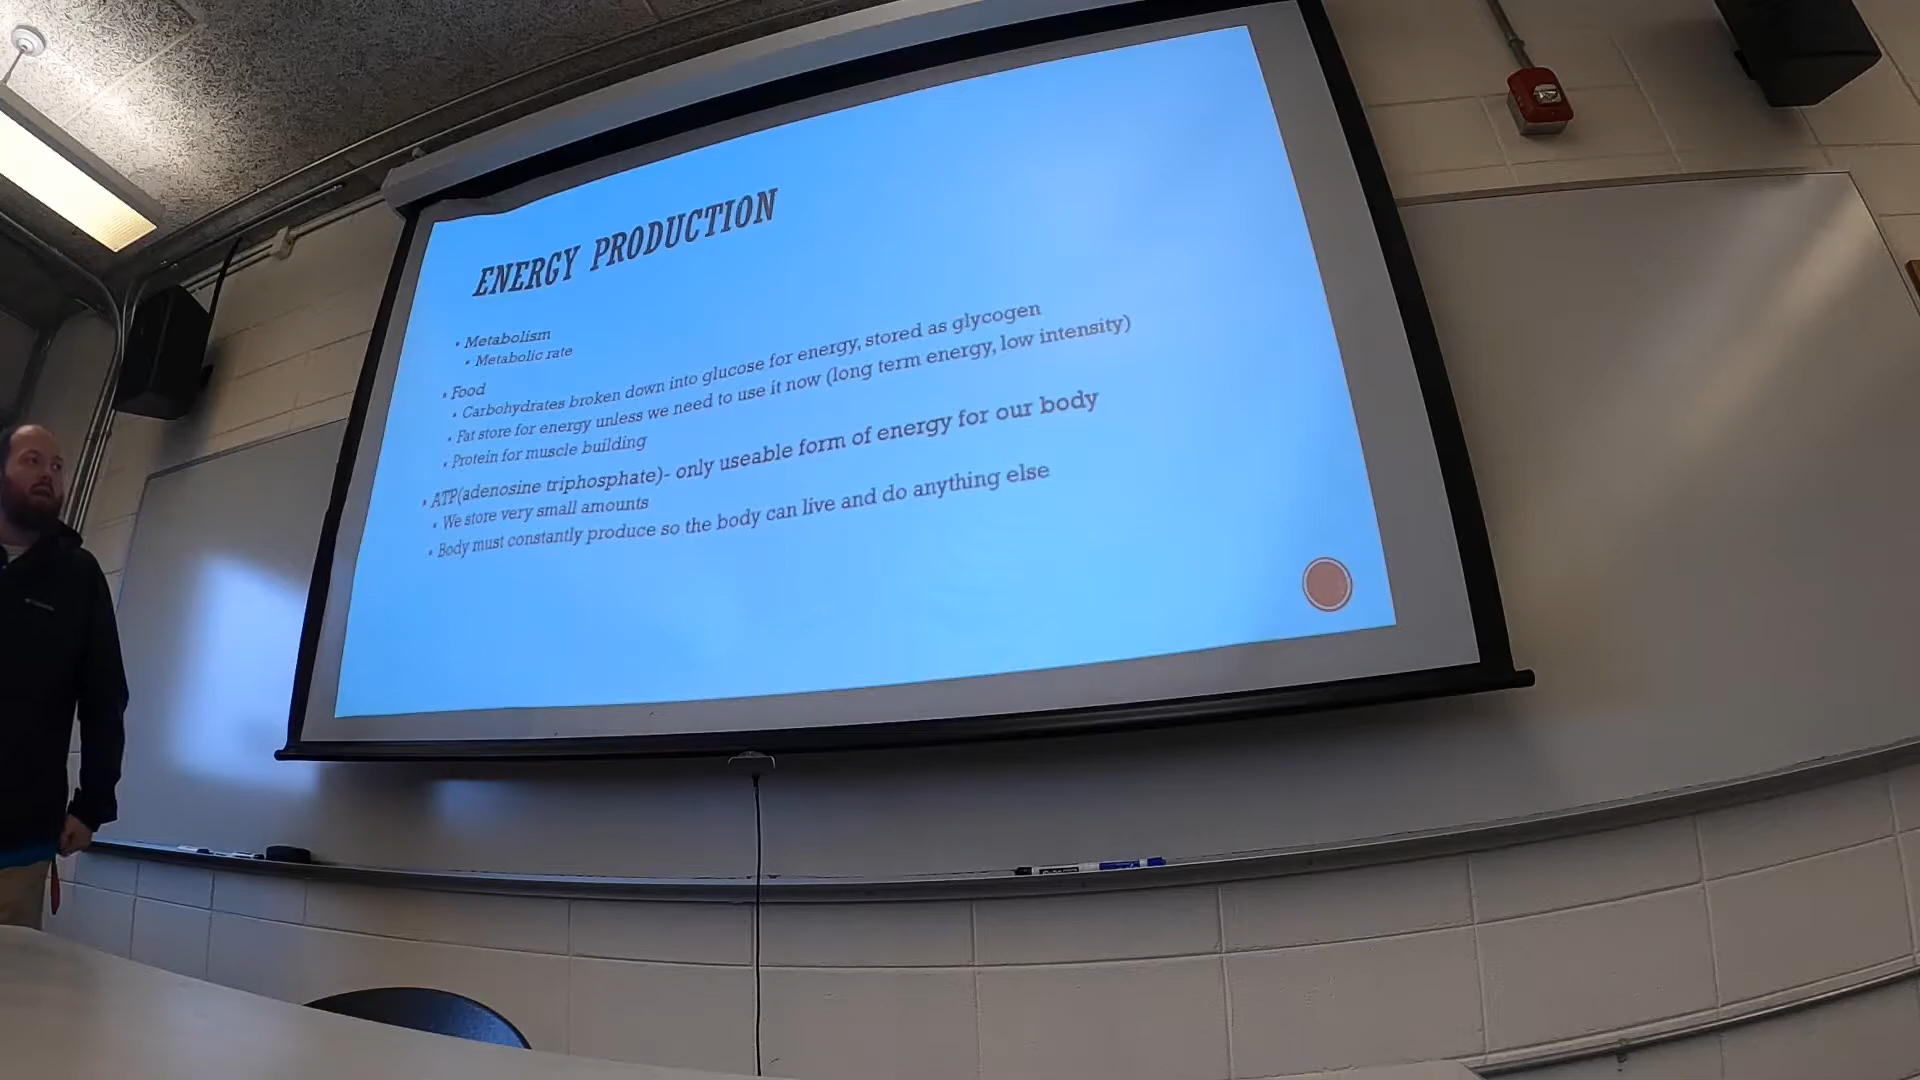 ENERGY PRODUCTION
Metabolism
Metabolic rate
Food
Carbohydrates broken down into glucose for energy, stored as glycogen
Fat store for energy unless we need to use it now (long term energy, low intensity)
Protein for muscle building
ATP(adenosine triphosphate)- only useable form of energy for our body
We store very small amounts
Body must constantly produce so the body can live and do anything else